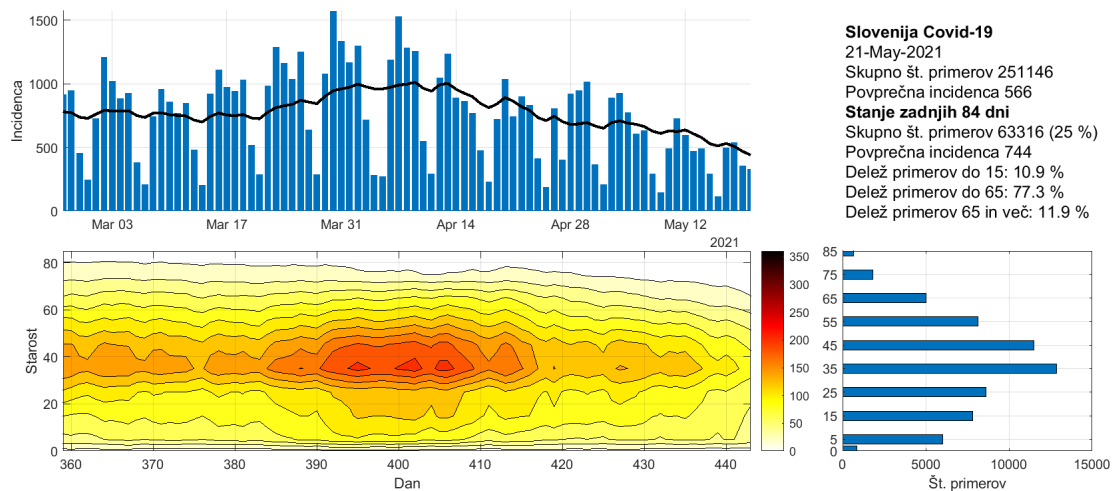 1500
1000
500
0
Incidenca
Mar 03 Mar 17 Mar 31 Apr 14 Apr 28 May 12
2021
Slovenija Covid-19
21-May-2021
Skupno št. primerov 251146
Povprečna incidenca 566
Stanje zadnjih 84 dni
Skupno št. primerov 63316 (25 %)
Povprečna incidenca 744
Delež primerov do 15: 10.9 %
Delež primerov do 65: 77.3 %
Delež primerov 65 in več: 11.9 %
80
60
40
20
0
Starost
360 370 380 390 400 410 420 430 440
Dan
350
300
250
200
150
100
50
0
85
75
65
55
45
35
25
15
5
0
0 5000 10000 15000
Št. primerov